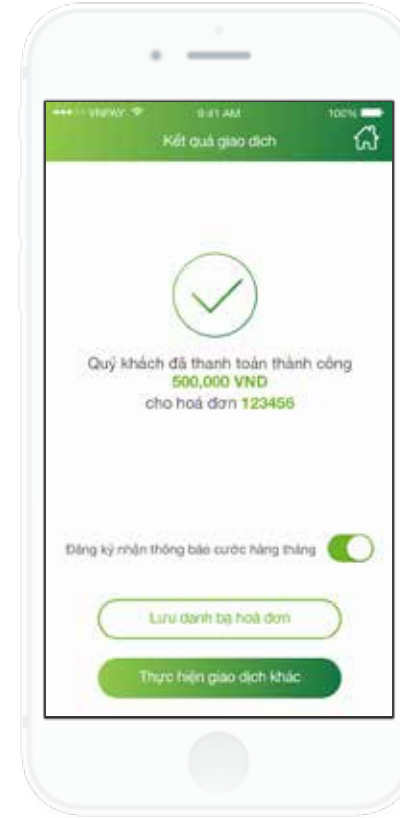 9:41 AM 100%
Kết quả giao dịch
Quý khách đã thanh toán thành công
500,000 VND
cho hoá đơn 123456
Đăng ký nhận thông báo cước hàng tháng
Lưu danh bạ hoá đơn
Thực hiện giao dịch khác